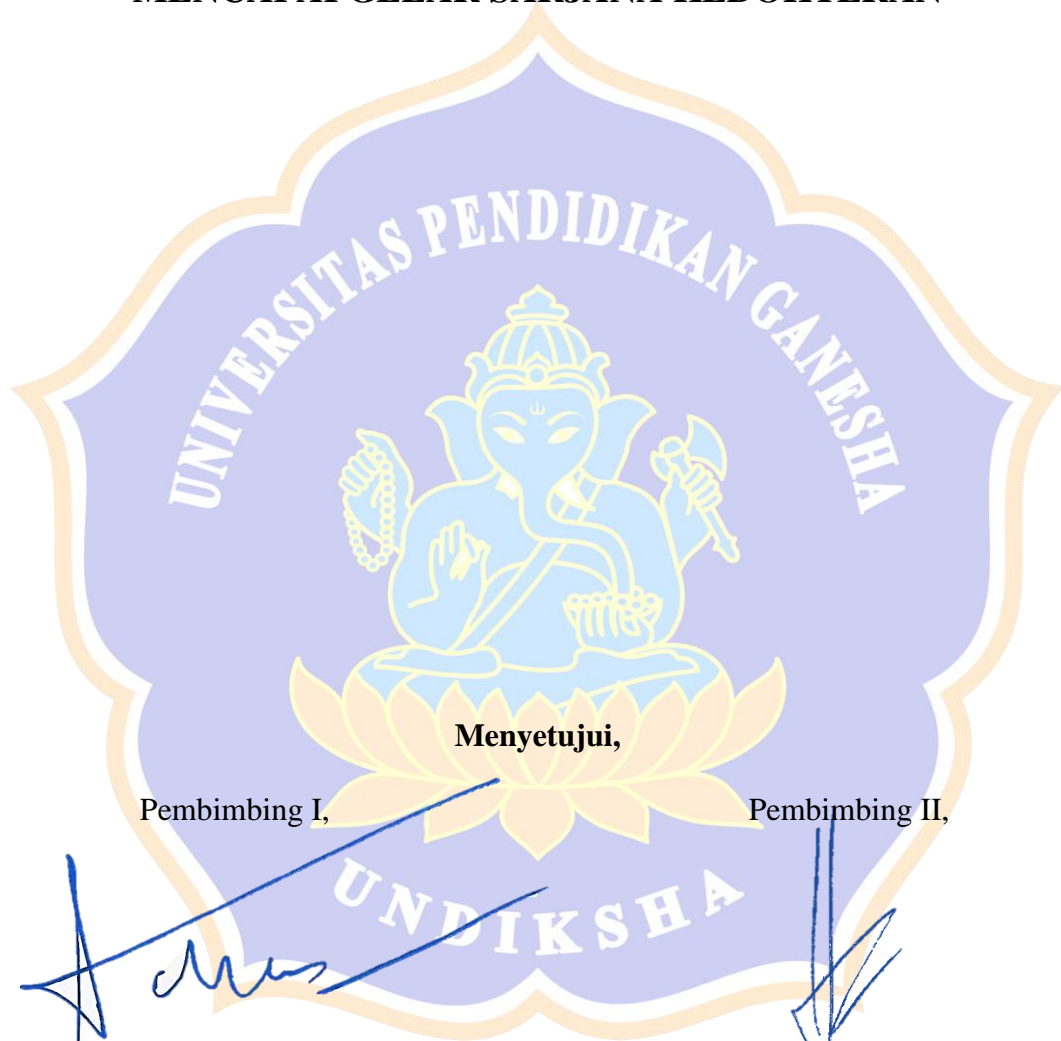 MENCAPAI GELAR SARJANA KEDOKTERAN
UNIVERSITAS PENDIDIKAN GANESHA
Menyetujui,
Pembimbing I,
Pembimbing II,
UNDIKSHA